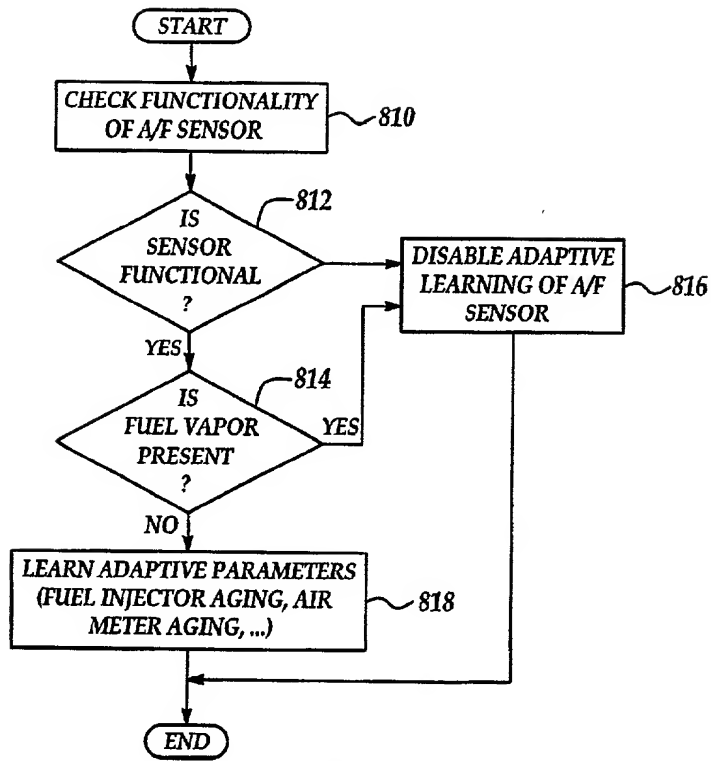 START
CHECK FUNCTIONALITY
OF A/F SENSOR
810
812
IS
SENSOR
FUNCTIONAL
?
DISABLE ADAPTIVE
LEARNING OF A/F
SENSOR
816
YES
814
IS
FUEL VAPOR
PRESENT
?
YES
NO
LEARN ADAPTIVE PARAMETERS
(FUEL INJECTOR AGING, AIR
METER AGING, ...)
818
END